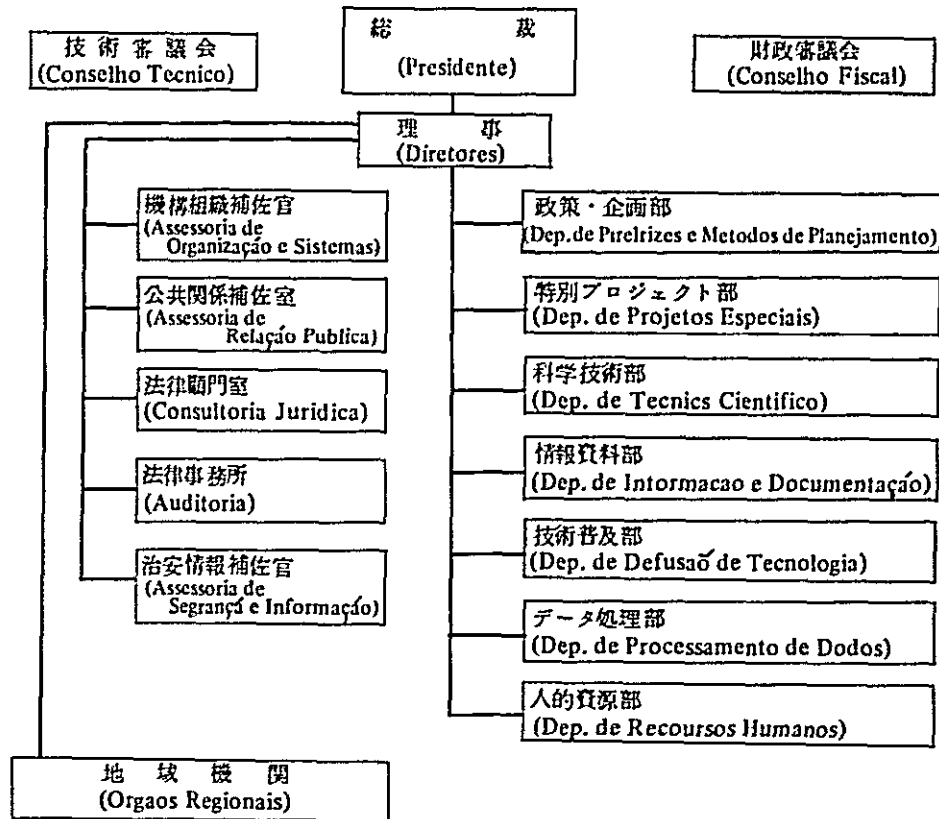 技術審議会
(Conselho Tecnico)
総裁
(Presidente)
財政審議会
(Conselho Fiscal)
理事
(Diretores)
機構組織補佐官
(Assessoria de
Organização e Sistemas)
公共関係補佐室
(Assessoria de
Relação Publica)
法律顧門室
(Consultoria Juridica)
法律事務所
(Auditoria)
治安情報補佐官
(Assessoria de
Segrança e Informação)
政策・企画部
(Dep. de Pirelrizes e Metodos de Planejamento)
特別プロジェクト部
(Dep. de Projetos Especiais)
科学技術部
(Dep. de Tecnics Cientifico)
情報資料部
(Dep. de Intormacao e Documentação)
技術普及部
(Dep. de Defusaõ de Tecnologia)
データ処理部
(Dep. de Processamento de Dodos)
人的資源部
(Dep. de Recoursos Humanos)
地域機関
(Orgaos Regionais)